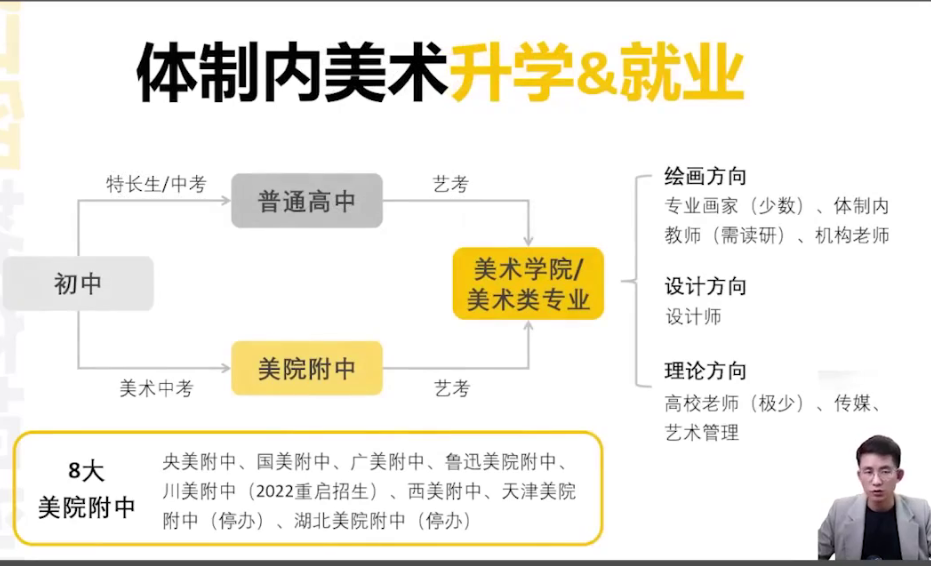 体制内美术升学&就业
特长生/中考
普通高中
艺考
初中
美术学院/
美术类专业
美术中考
美院附中
艺考
绘画方向
专业画家（少数）、体制内
教师（需读研）、机构老师
设计方向
设计师
理论方向
高校老师（极少）、传媒、
艺术管理
8大
美院附中
央美附中、国美附中、广美附中、鲁迅美院附中、
川美附中（2022重启招生）、西美附中、天津美院
附中（停办）、湖北美院附中（停办）